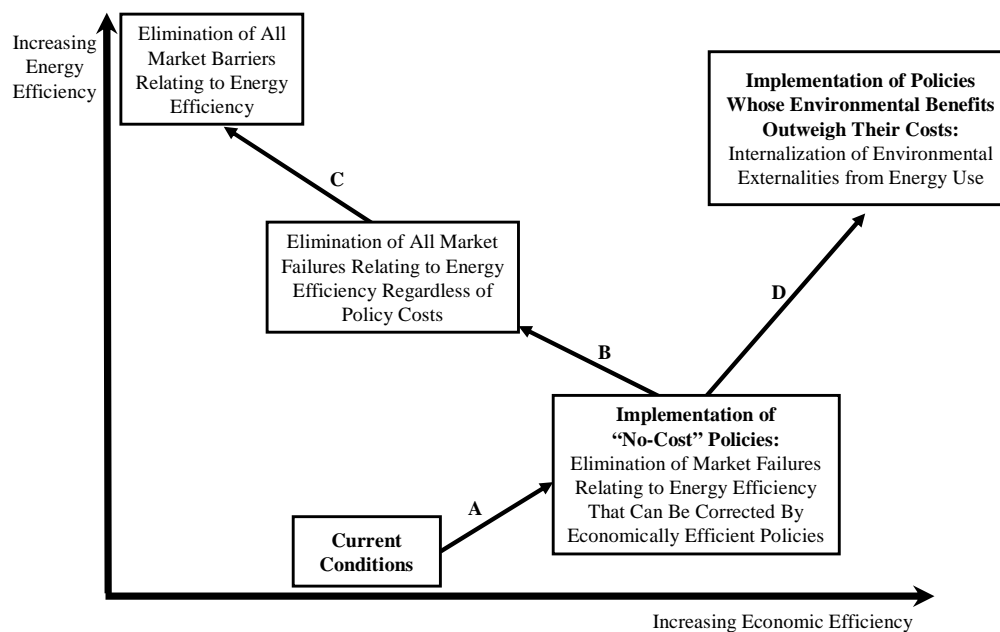 Increasing
Energy
Efficiency
Elimination of All
Market Barriers
Relating to Energy
Efficiency
Implementation of Policies
Whose Environmental Benefits
Outweigh Their Costs:
Internalization of Environmental
Externalities from Energy Use
C
Elimination of All Market
Failures Relating to Energy
Efficiency Regardless of
Policy Costs
D
B
Implementation of
“No-Cost” Policies:
Elimination of Market Failures
Relating to Energy Efficiency
That Can Be Corrected By
Economically Efficient Policies
A
Current
Conditions
Increasing Economic Efficiency